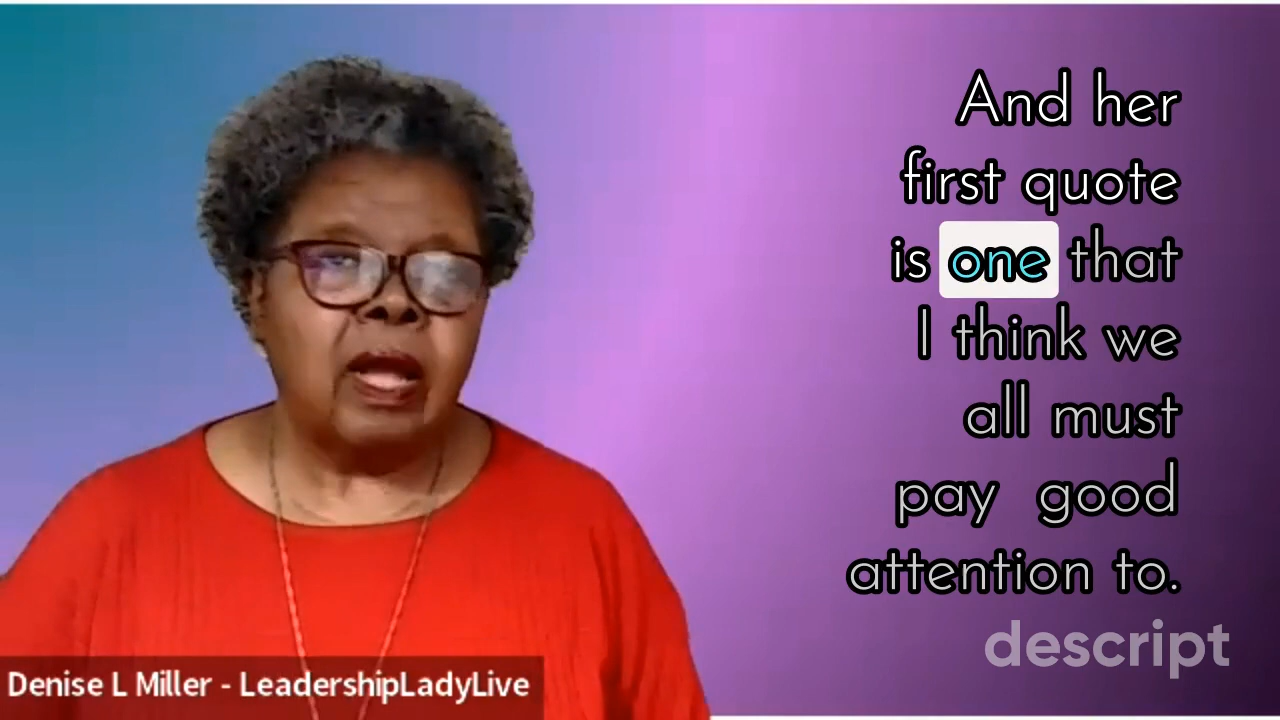 And her
first quote
is one that
I think we
all must
pay good
attention to.
descript
Denise L Miller - LeadershipLadyLive